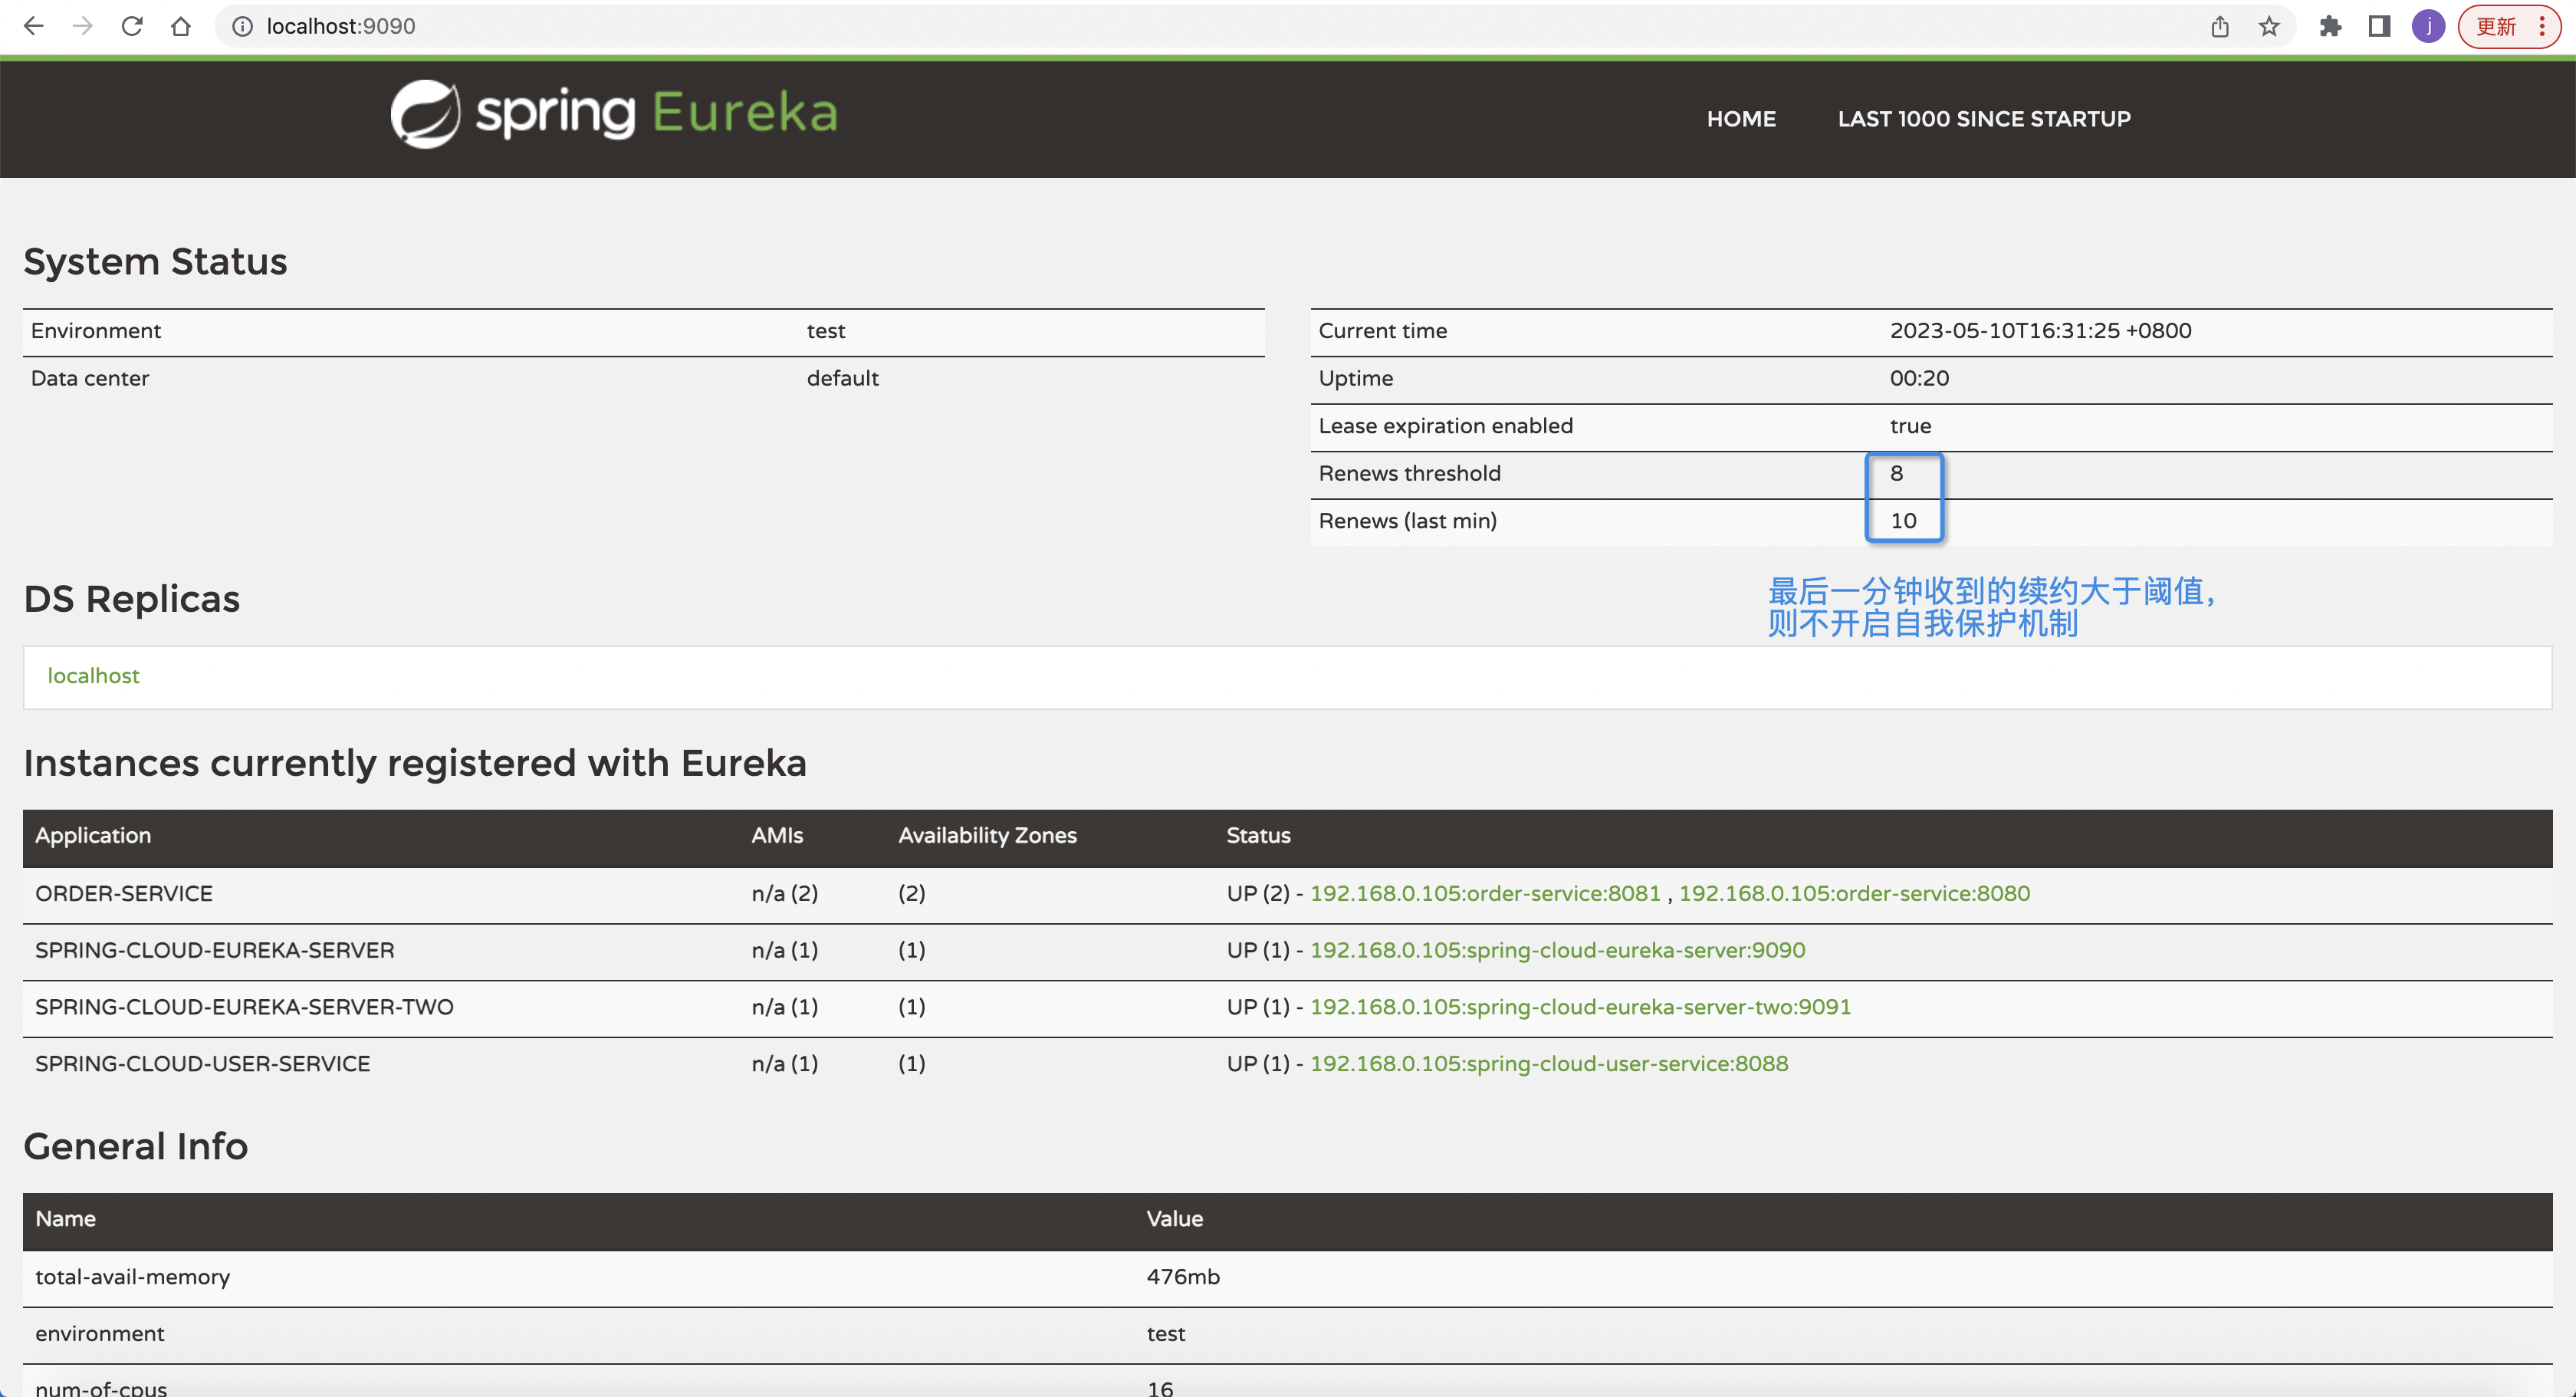 localhost:9090
j
更新
spring Eureka
HOME
LAST 1000 SINCE STARTUP
System Status
Environment test
Data center default
Current time 2023-05-10T16:31:25 +0800
Uptime 00:20
Lease expiration enabled true
Renews threshold 8
Renews (last min) 10
最后一分钟收到的续约大于阈值，
则不开启自我保护机制
DS Replicas
localhost
Instances currently registered with Eureka
Application AMIs Availability Zones Status
ORDER-SERVICE n/a (2) (2) UP (2) - 192.168.0.105:order-service:8081 , 192.168.0.105:order-service:8080
SPRING-CLOUD-EUREKA-SERVER n/a (1) (1) UP (1) - 192.168.0.105:spring-cloud-eureka-server:9090
SPRING-CLOUD-EUREKA-SERVER-TWO n/a (1) (1) UP (1) - 192.168.0.105:spring-cloud-eureka-server-two:9091
SPRING-CLOUD-USER-SERVICE n/a (1) (1) UP (1) - 192.168.0.105:spring-cloud-user-service:8088
General Info
Name Value
total-avail-memory 476mb
environment test
num-of-cpus 16